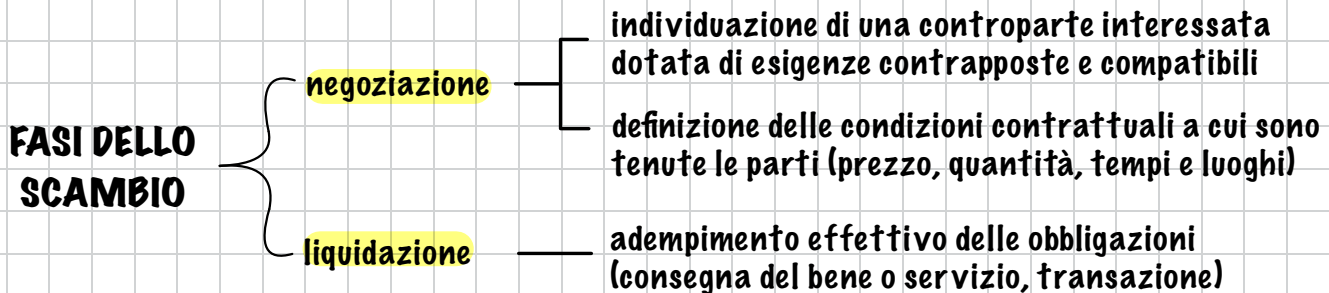 individuazione di una controparte interessata
dotata di esigenze contrapposte e compatibili
negoziazione
definizione delle condizioni contrattuali a cui sono
tenute le parti (prezzo, quantità, tempi e luoghi)
FASI DELLO
SCAMBIO
liquidazione
adempimento effettivo delle obbligazioni
(consegna del bene o servizio, transazione)